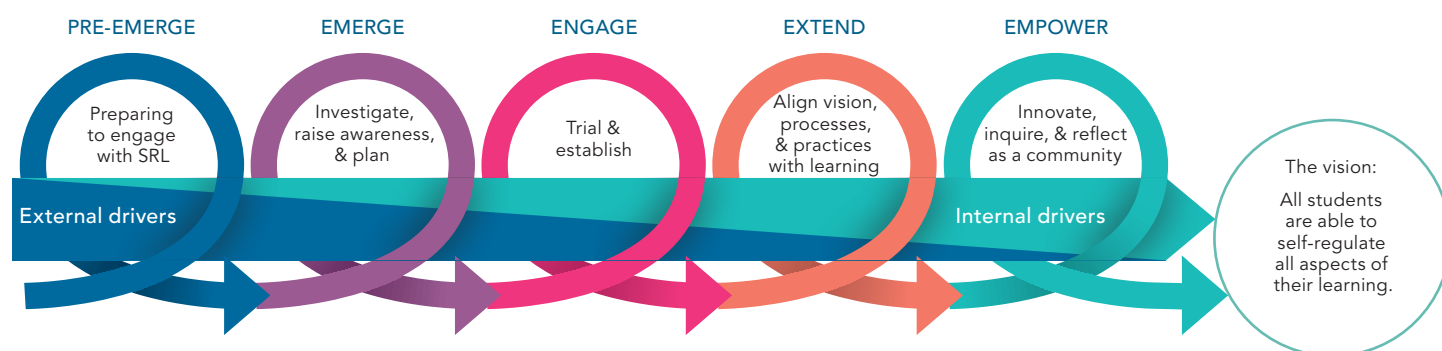 PRE-EMERGE
EMERGE
ENGAGE
EXTEND
EMPOWER
Preparing
to engage
with SRL
Investigate,
raise awareness,
& plan
Trial &
establish
Align vision,
processes,
& practices
with learning
Innovate,
inquire, & reflect
as a community
External drivers
Internal drivers
The vision:
All students
are able to
self-regulate
all aspects of
their learning.